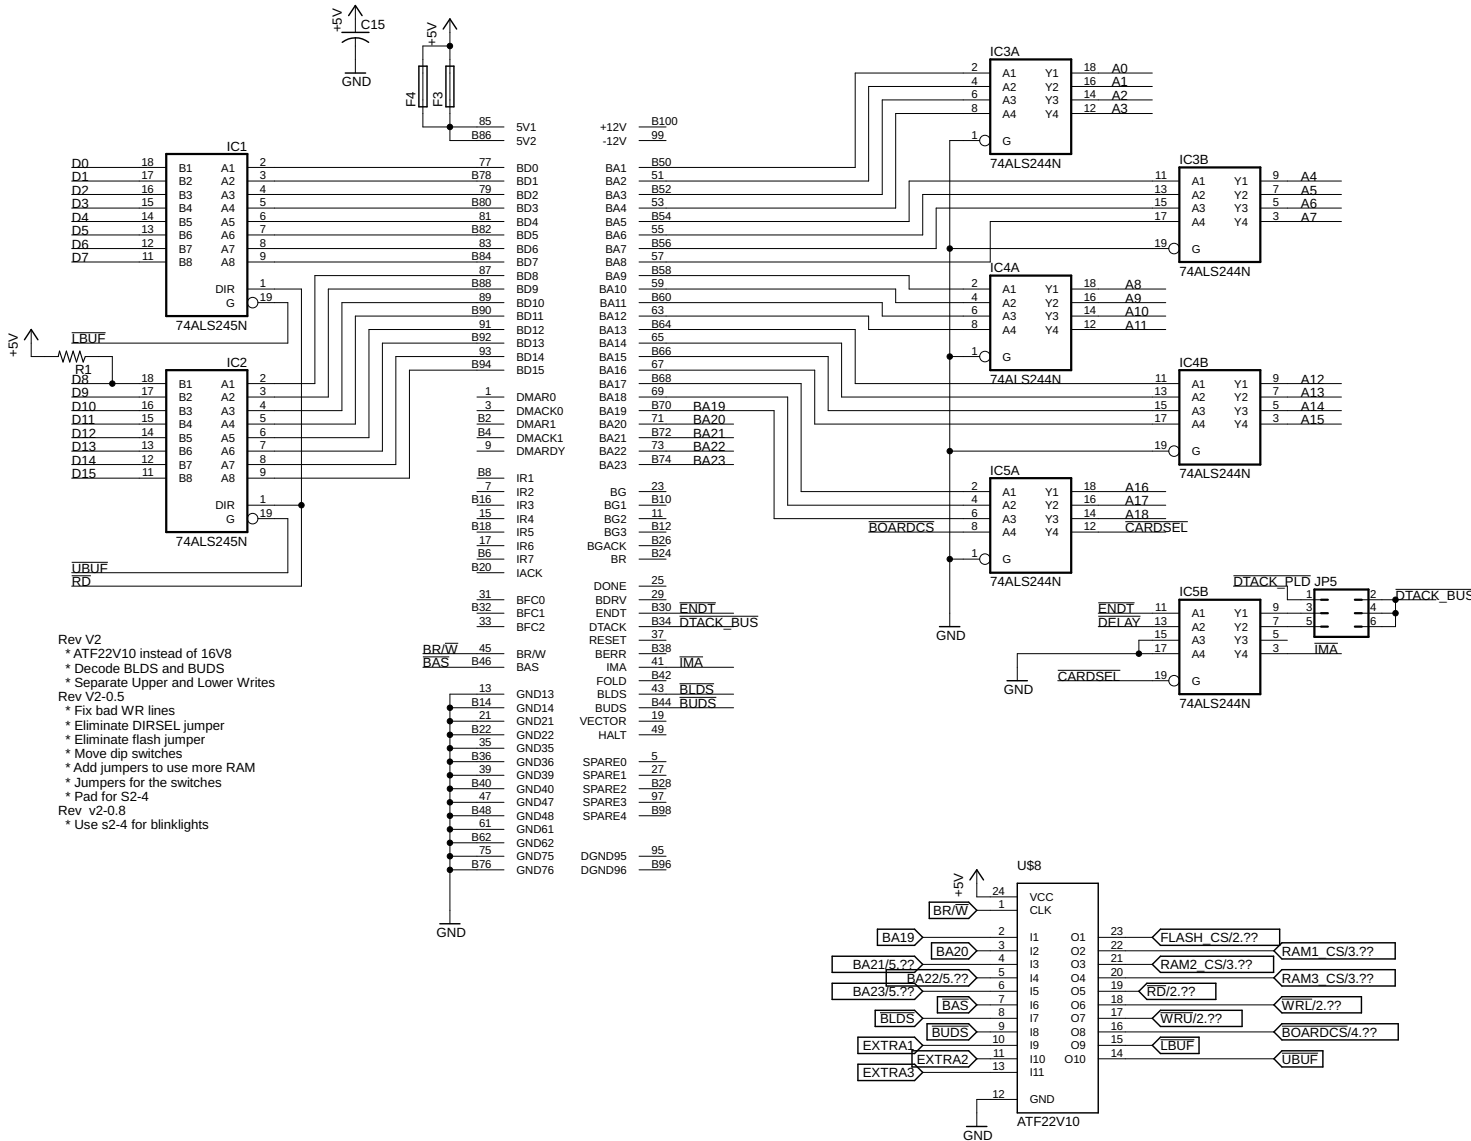 +5V
C15
GND
+5V
F4
F3
85 5V1
B86 5V2
+12V B100
-12V 99
IC1
D0 18 B1 A1 2
D1 17 B2 A2 3
D2 16 B3 A3 4
D3 15 B4 A4 5
D4 14 B5 A5 6
D5 13 B6 A6 7
D6 12 B7 A7 8
D7 11 B8 A8 9
DIR 1
G 19
74ALS245N
LBUF
+5V
R1
IC2
D8 18 B1 A1 2
D9 17 B2 A2 3
D10 16 B3 A3 4
D11 15 B4 A4 5
D12 14 B5 A5 6
D13 13 B6 A6 7
D14 12 B7 A7 8
D15 11 B8 A8 9
DIR 1
G 19
74ALS245N
UBUF
RD
77 BD0
B78 BD1
79 BD2
B80 BD3
81 BD4
B82 BD5
83 BD6
B84 BD7
87 BD8
B88 BD9
89 BD10
B90 BD11
91 BD12
B92 BD13
93 BD14
B94 BD15
1 DMAR0
3 DMACK0
B2 DMAR1
B4 DMACK1
9 DMARDY
B8 IR1
7 IR2
B16 IR3
15 IR4
B18 IR5
17 IR6
B6 IR7
B20 IACK
31 BFC0
B32 BFC1
33 BFC2
BR/W 45 BR/W
BAS B46 BAS
13 GND13
B14 GND14
21 GND21
B22 GND22
35 GND35
B36 GND36
39 GND39
B40 GND40
47 GND47
B48 GND48
61 GND61
B62 GND62
75 GND75
B76 GND76
GND
BA1 B50
BA2 51
BA3 B52
BA4 53
BA5 B54
BA6 55
BA7 B56
BA8 57
BA9 B58
BA10 59
BA11 B60
BA12 63
BA13 B64
BA14 65
BA15 B66
BA16 67
BA17 B68
BA18 69
BA19 B70 BA19
BA20 71 BA20
BA21 B72 BA21
BA22 73 BA22
BA23 B74 BA23
BG 23
BG1 B10
BG2 11
BG3 B12
BGACK B26
BR B24
DONE 25
BDRV 29
ENDT B30 ENDT
DTACK B34 DTACK_BUS
RESET 37
BERR B38
IMA 41 IMA
FOLD B42
BLDS 43 BLDS
BUDS B44 BUDS
VECTOR 19
HALT 49
SPARE0 5
SPARE1 27
SPARE2 B28
SPARE3 97
SPARE4 B98
DGND95 95
DGND96 B96
IC3A
2 A1 Y1 18 A0
4 A2 Y2 16 A1
6 A3 Y3 14 A2
8 A4 Y4 12 A3
1 G
74ALS244N
IC3B
11 A1 Y1 9 A4
13 A2 Y2 7 A5
15 A3 Y3 5 A6
17 A4 Y4 3 A7
19 G
74ALS244N
IC4A
2 A1 Y1 18 A8
4 A2 Y2 16 A9
6 A3 Y3 14 A10
8 A4 Y4 12 A11
1 G
74ALS244N
IC4B
11 A1 Y1 9 A12
13 A2 Y2 7 A13
15 A3 Y3 5 A14
17 A4 Y4 3 A15
19 G
74ALS244N
IC5A
2 A1 Y1 18 A16
4 A2 Y2 16 A17
6 A3 Y3 14 A18
BOARDCS 8 A4 Y4 12 CARDSEL
1 G
74ALS244N
GND
DTACK_PLD JP5
IC5B
1 2 DTACK_BUS
3 4
5 6
ENDT 11 A1 Y1 9
DELAY 13 A2 Y2 7
15 A3 Y3 5
17 A4 Y4 3 IMA
GND
CARDSEL 19 G
74ALS244N
Rev V2
* ATF22V10 instead of 16V8
* Decode BLDS and BUDS
* Separate Upper and Lower Writes
Rev V2-0.5
* Fix bad WR lines
* Eliminate DIRSEL jumper
* Eliminate flash jumper
* Move dip switches
* Add jumpers to use more RAM
* Jumpers for the switches
* Pad for S2-4
Rev v2-0.8
* Use s2-4 for blinklights
U$8
+5V
24 VCC
BR/W 1 CLK
BA19 2 I1 O1 23 FLASH_CS/2.??
BA20 3 I2 O2 22 RAM1_CS/3.??
BA21/5.?? 4 I3 O3 21 RAM2_CS/3.??
BA22/5.?? 5 I4 O4 20 RAM3_CS/3.??
BA23/5.?? 6 I5 O5 19 RD/2.??
BAS 7 I6 O6 18 WRL/2.??
BLDS 8 I7 O7 17 WRU/2.??
BUDS 9 I8 O8 16 BOARDCS/4.??
EXTRA1 10 I9 O9 15 LBUF
EXTRA2 11 I10 O10 14 UBUF
EXTRA3 13 I11
12 GND
GND
ATF22V10